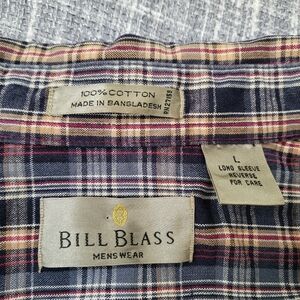 100% COTTON
MADE IN BANGLADESH
L
LONG SLEEVE
REVERSE
FOR CARE
BILL BLASS
MENSWEAR